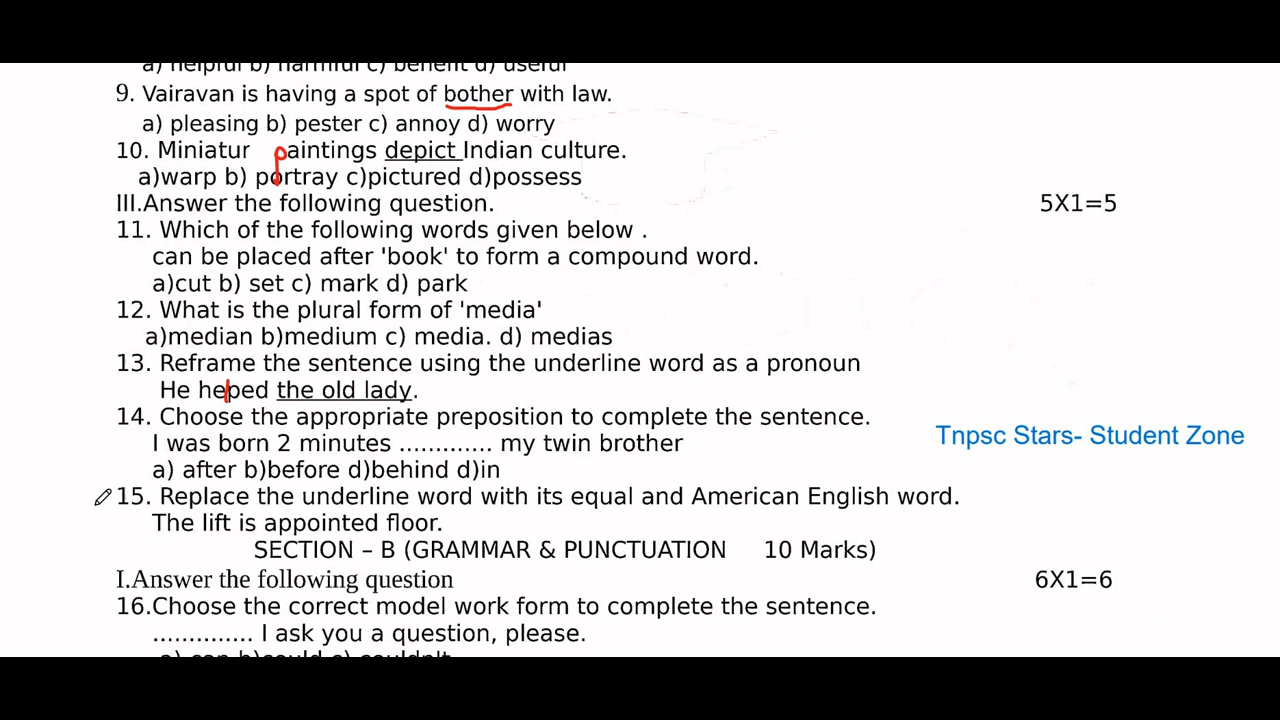 a) helpful b) harmful c) benefit d) useful
9. Vairavan is having a spot of bother with law.
a) pleasing b) pester c) annoy d) worry
10. Miniatur paintings depict Indian culture.
a)warp b) portray c)pictured d)possess
III.Answer the following question. 5X1=5
11. Which of the following words given below .
can be placed after 'book' to form a compound word.
a)cut b) set c) mark d) park
12. What is the plural form of 'media'
a)median b)medium c) media. d) medias
13. Reframe the sentence using the underline word as a pronoun
He heped the old lady.
14. Choose the appropriate preposition to complete the sentence.
I was born 2 minutes ............. my twin brother
Tnpsc Stars- Student Zone
a) after b)before d)behind d)in
15. Replace the underline word with its equal and American English word.
The lift is appointed floor.
SECTION – B (GRAMMAR & PUNCTUATION 10 Marks)
I.Answer the following question 6X1=6
16.Choose the correct model work form to complete the sentence.
.............. I ask you a question, please.
a) can b)could c) couldn't